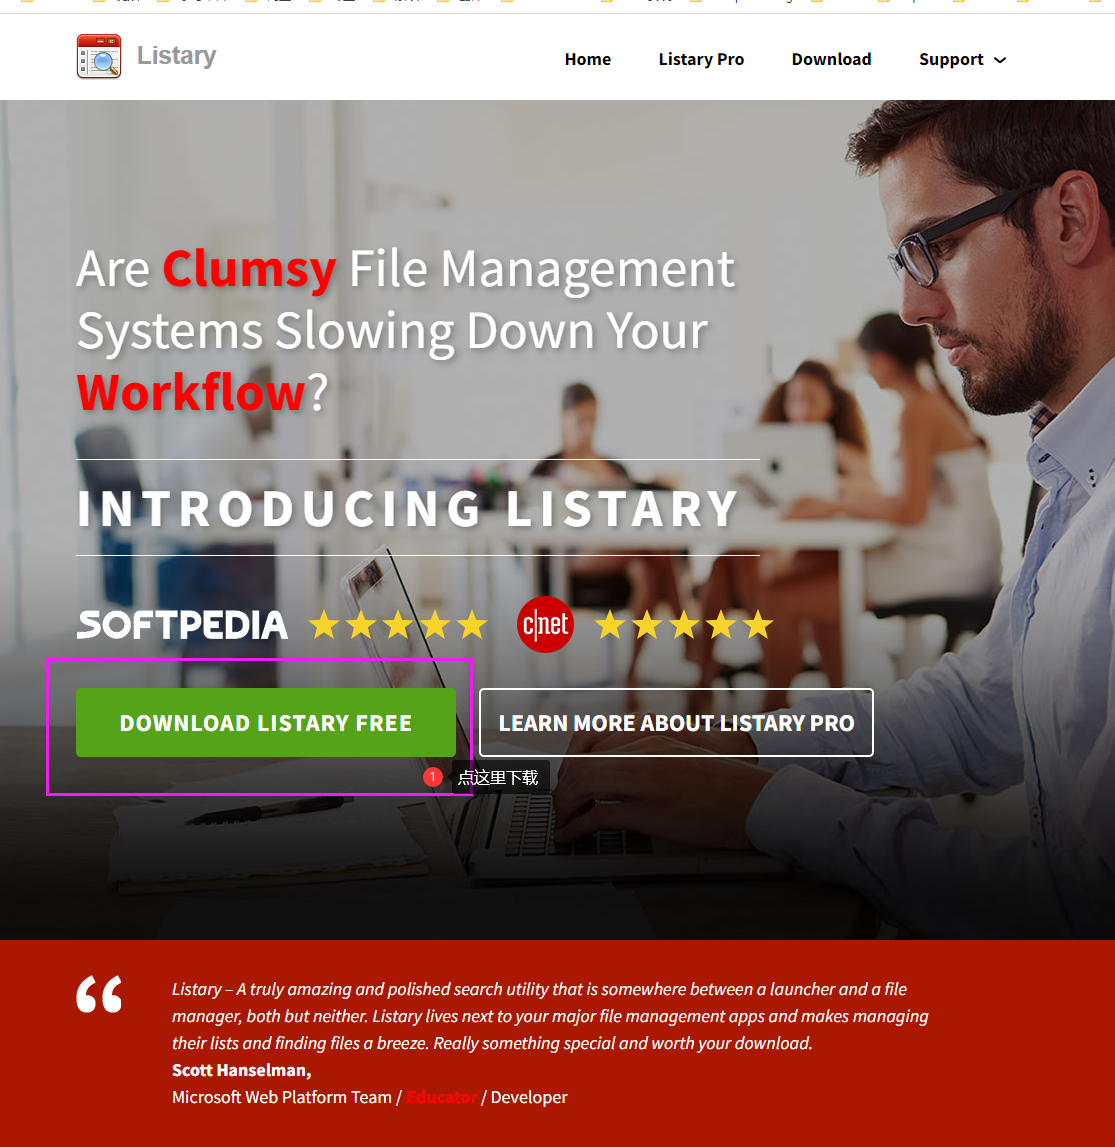 Listary
Home
Listary Pro
Download
Support
Are Clumsy File Management
Systems Slowing Down Your
Workflow?
INTRODUCING LISTARY
SOFTPEDIA
c|net
DOWNLOAD LISTARY FREE
LEARN MORE ABOUT LISTARY PRO
1 点这里下载
Listary – A truly amazing and polished search utility that is somewhere between a launcher and a file
manager, both but neither. Listary lives next to your major file management apps and makes managing
their lists and finding files a breeze. Really something special and worth your download.
Scott Hanselman,
Microsoft Web Platform Team / Educator / Developer